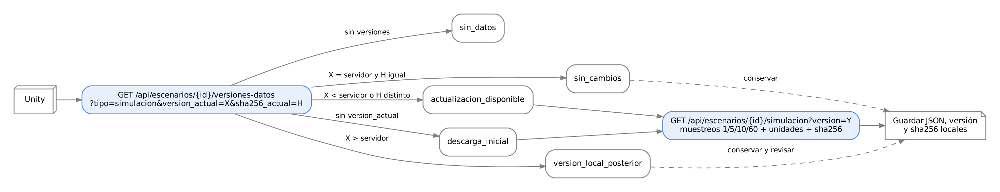 Unity
GET /api/escenarios/{id}/versiones-datos
?tipo=simulacion&version_actual=X&sha256_actual=H
sin versiones
sin_datos
X = servidor y H igual
sin_cambios
conservar
X < servidor o H distinto
actualizacion_disponible
sin version_actual
descarga_inicial
X > servidor
version_local_posterior
GET /api/escenarios/{id}/simulacion?version=Y
muestreos 1/5/10/60 + unidades + sha256
conservar y revisar
Guardar JSON, versión
y sha256 locales